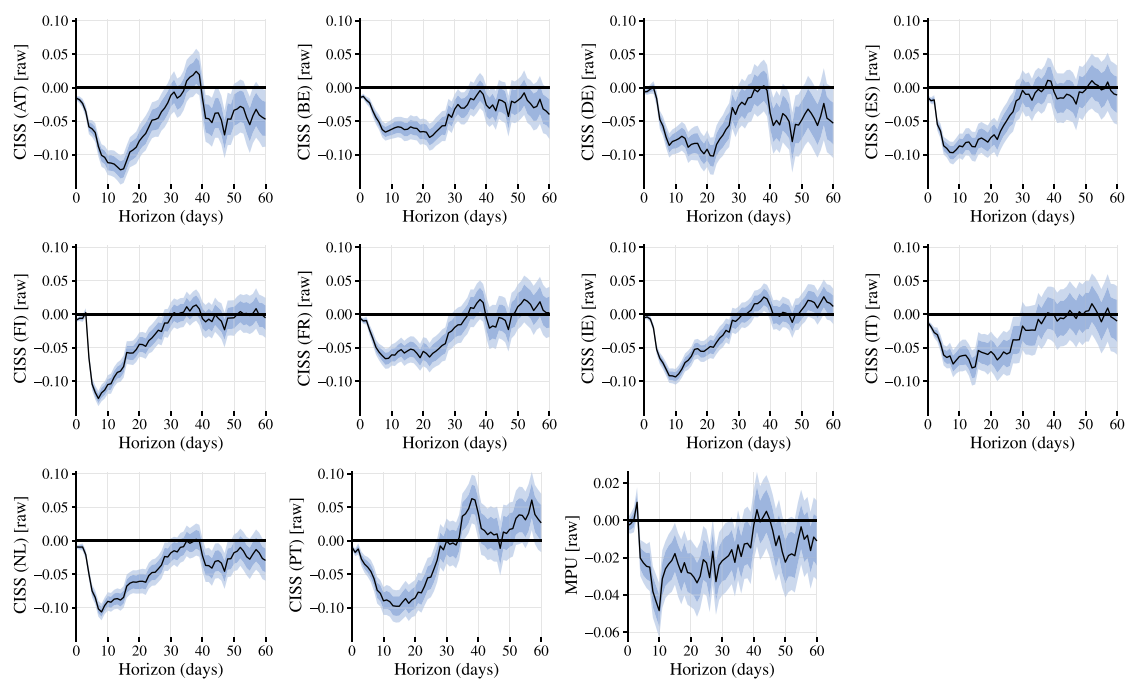 CISS (AT) [raw]
0.10
0.05
0.00
−0.05
−0.10
0 10 20 30 40 50 60
Horizon (days)
CISS (BE) [raw]
0.10
0.05
0.00
−0.05
−0.10
0 10 20 30 40 50 60
Horizon (days)
CISS (DE) [raw]
0.10
0.05
0.00
−0.05
−0.10
0 10 20 30 40 50 60
Horizon (days)
CISS (ES) [raw]
0.10
0.05
0.00
−0.05
−0.10
0 10 20 30 40 50 60
Horizon (days)
CISS (FI) [raw]
0.10
0.05
0.00
−0.05
−0.10
0 10 20 30 40 50 60
Horizon (days)
CISS (FR) [raw]
0.10
0.05
0.00
−0.05
−0.10
0 10 20 30 40 50 60
Horizon (days)
CISS (IE) [raw]
0.10
0.05
0.00
−0.05
−0.10
0 10 20 30 40 50 60
Horizon (days)
CISS (IT) [raw]
0.10
0.05
0.00
−0.05
−0.10
0 10 20 30 40 50 60
Horizon (days)
CISS (NL) [raw]
0.10
0.05
0.00
−0.05
−0.10
0 10 20 30 40 50 60
Horizon (days)
CISS (PT) [raw]
0.10
0.05
0.00
−0.05
−0.10
0 10 20 30 40 50 60
Horizon (days)
MPU [raw]
0.02
0.00
−0.02
−0.04
−0.06
0 10 20 30 40 50 60
Horizon (days)